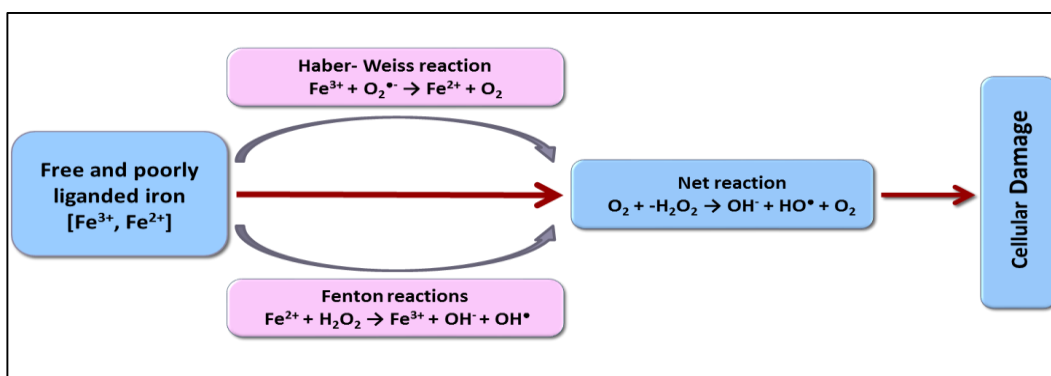 Haber- Weiss reaction
Fe³⁺ + O₂•⁻ → Fe²⁺ + O₂
Free and poorly
liganded iron
[Fe³⁺, Fe²⁺]
Net reaction
O₂ + -H₂O₂ → OH⁻ + HO• + O₂
Cellular Damage
Fenton reactions
Fe²⁺ + H₂O₂ → Fe³⁺ + OH⁻ + OH•